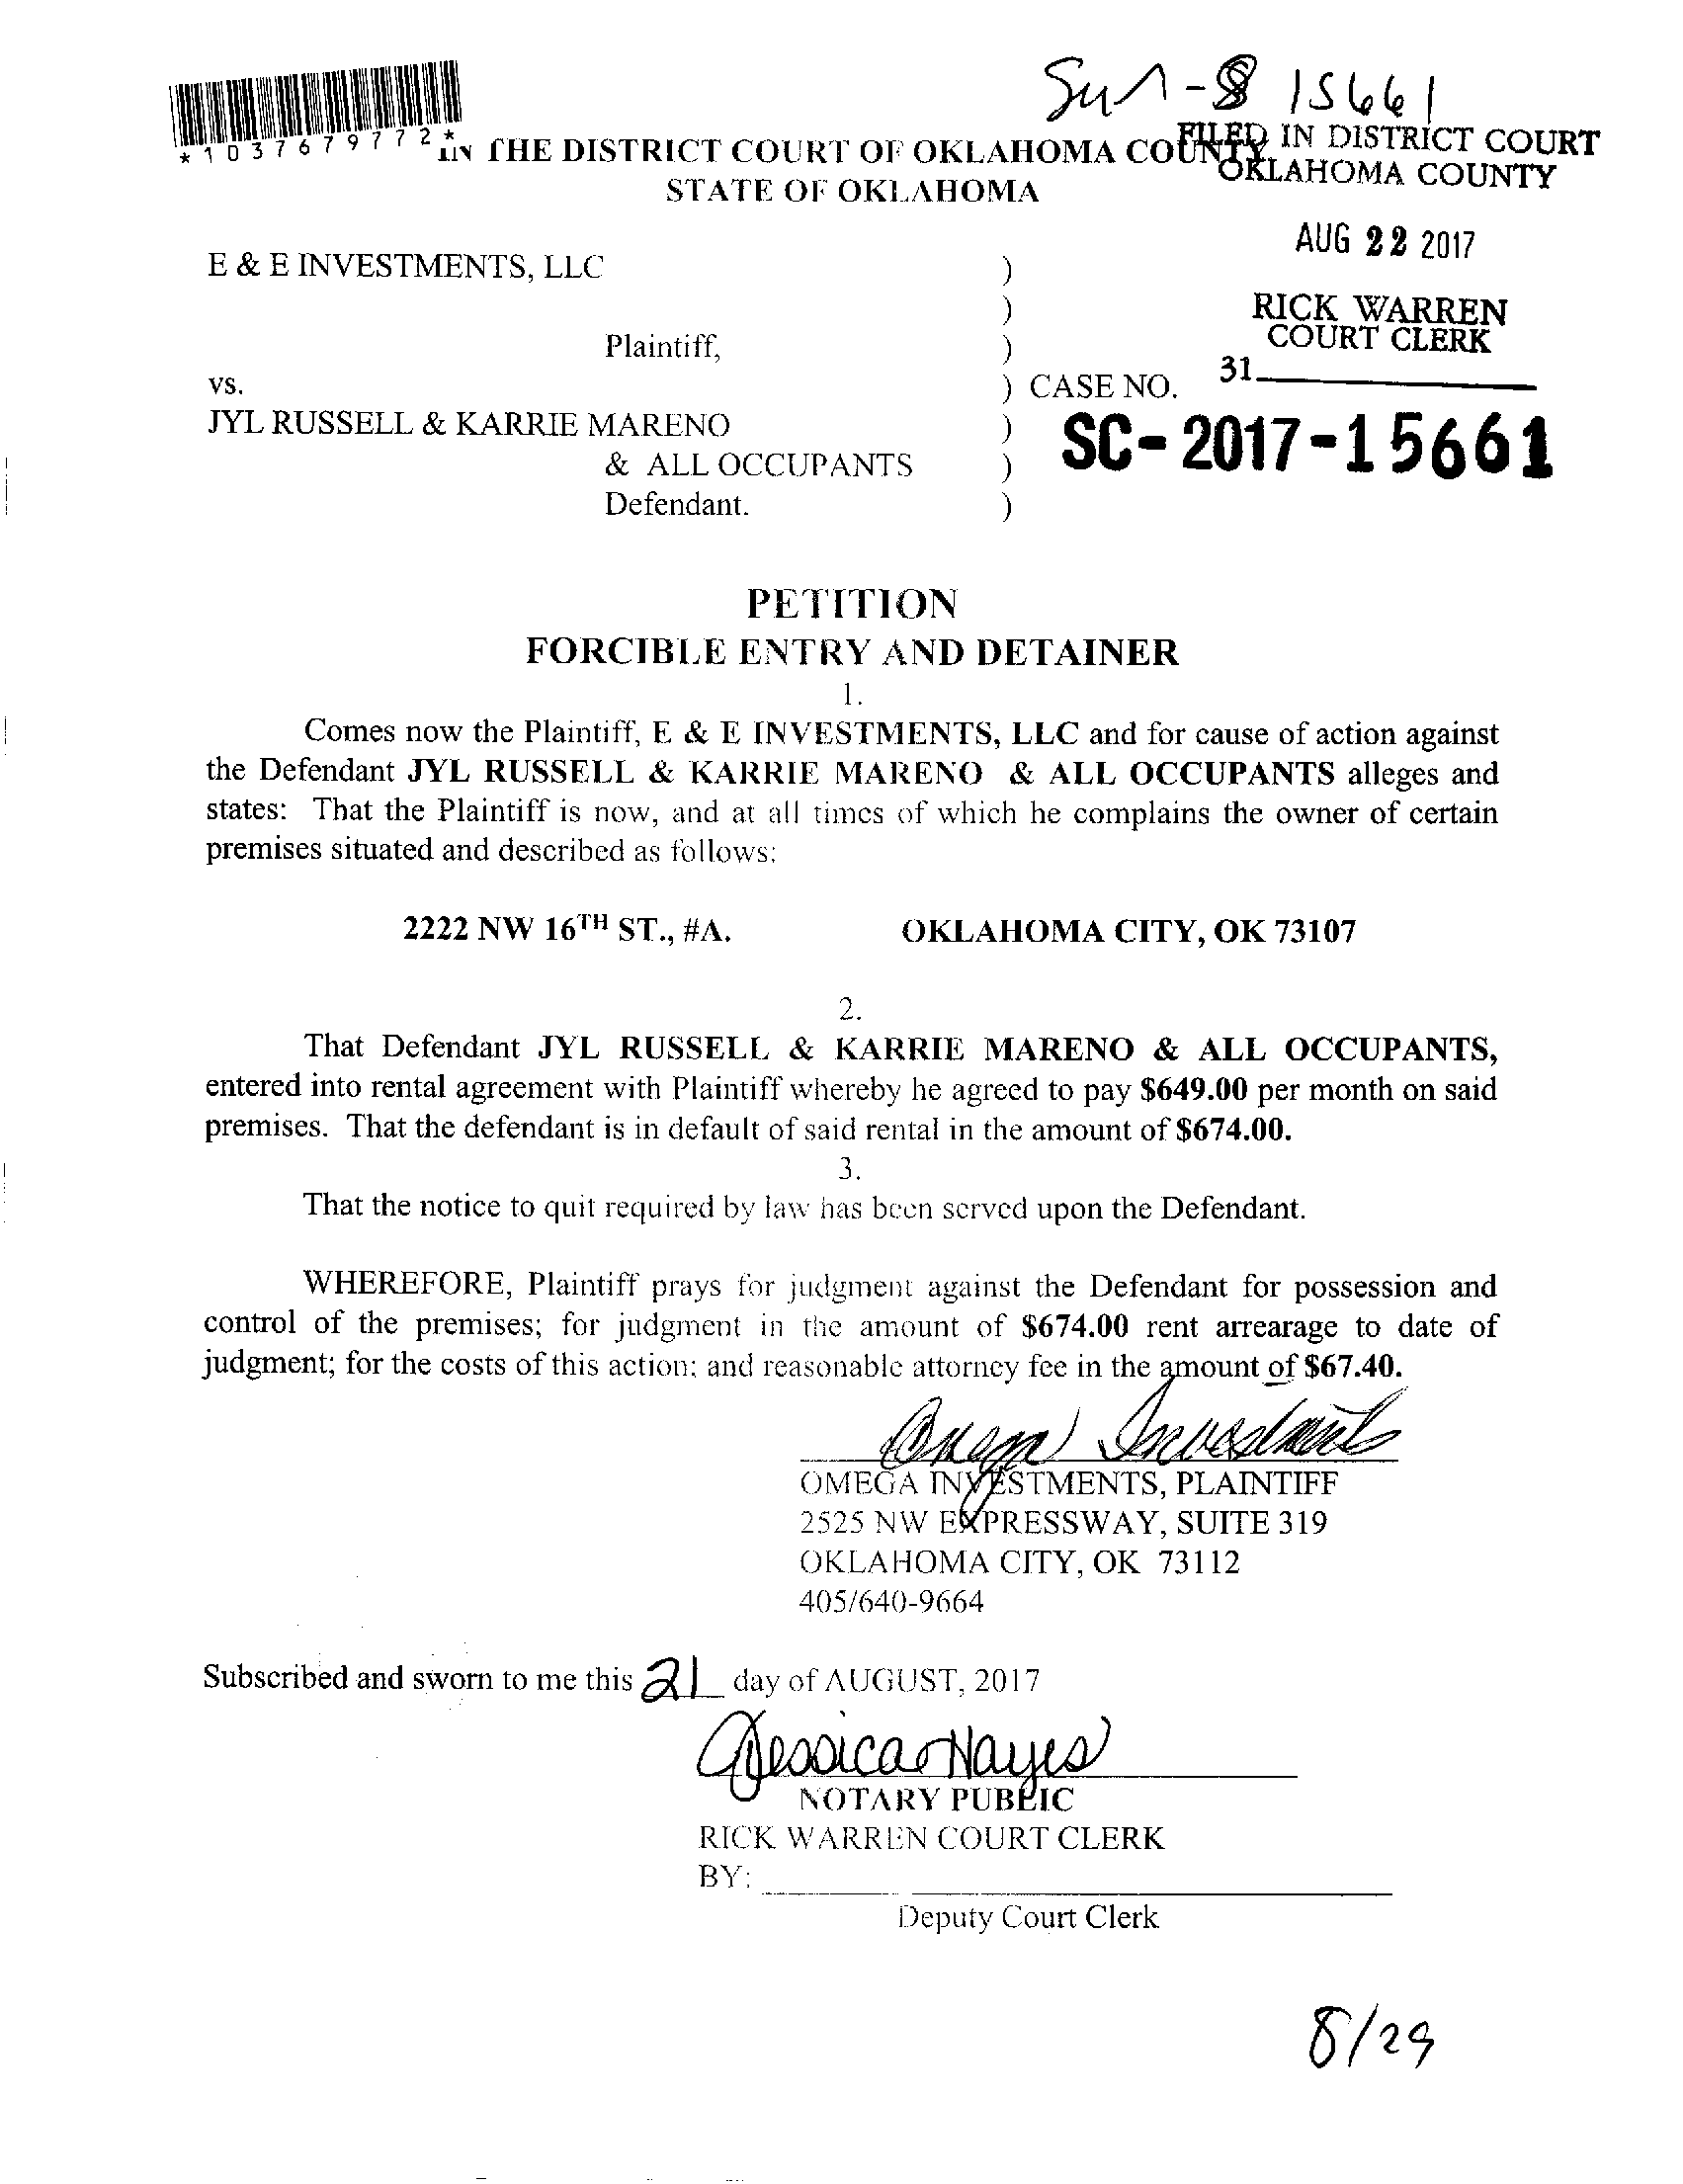 15661
*1037679772*
IN THE DISTRICT COURT OF OKLAHOMA COUNTY
FILED IN DISTRICT COURT
OKLAHOMA COUNTY
STATE OF OKLAHOMA
AUG 22 2017
E & E INVESTMENTS, LLC )
)
RICK WARREN
COURT CLERK
Plaintiff, )
31
vs. ) CASE NO.
JYL RUSSELL & KARRIE MARENO )
SC-2017-15661
& ALL OCCUPANTS )
Defendant. )
PETITION
FORCIBLE ENTRY AND DETAINER
1.
Comes now the Plaintiff, E & E INVESTMENTS, LLC and for cause of action against
the Defendant JYL RUSSELL & KARRIE MARENO & ALL OCCUPANTS alleges and
states: That the Plaintiff is now, and at all times of which he complains the owner of certain
premises situated and described as follows:
2222 NW 16TH ST., #A. OKLAHOMA CITY, OK 73107
2.
That Defendant JYL RUSSELL & KARRIE MARENO & ALL OCCUPANTS,
entered into rental agreement with Plaintiff whereby he agreed to pay $649.00 per month on said
premises. That the defendant is in default of said rental in the amount of $674.00.
3.
That the notice to quit required by law has been served upon the Defendant.
WHEREFORE, Plaintiff prays for judgment against the Defendant for possession and
control of the premises; for judgment in the amount of $674.00 rent arrearage to date of
judgment; for the costs of this action; and reasonable attorney fee in the amount of $67.40.
Omega Investments
OMEGA INVESTMENTS, PLAINTIFF
2525 NW EXPRESSWAY, SUITE 319
OKLAHOMA CITY, OK 73112
405/640-9664
Subscribed and sworn to me this 21 day of AUGUST, 2017
Jessica Hayes
NOTARY PUBLIC
RICK WARREN COURT CLERK
BY:
Deputy Court Clerk
8/29